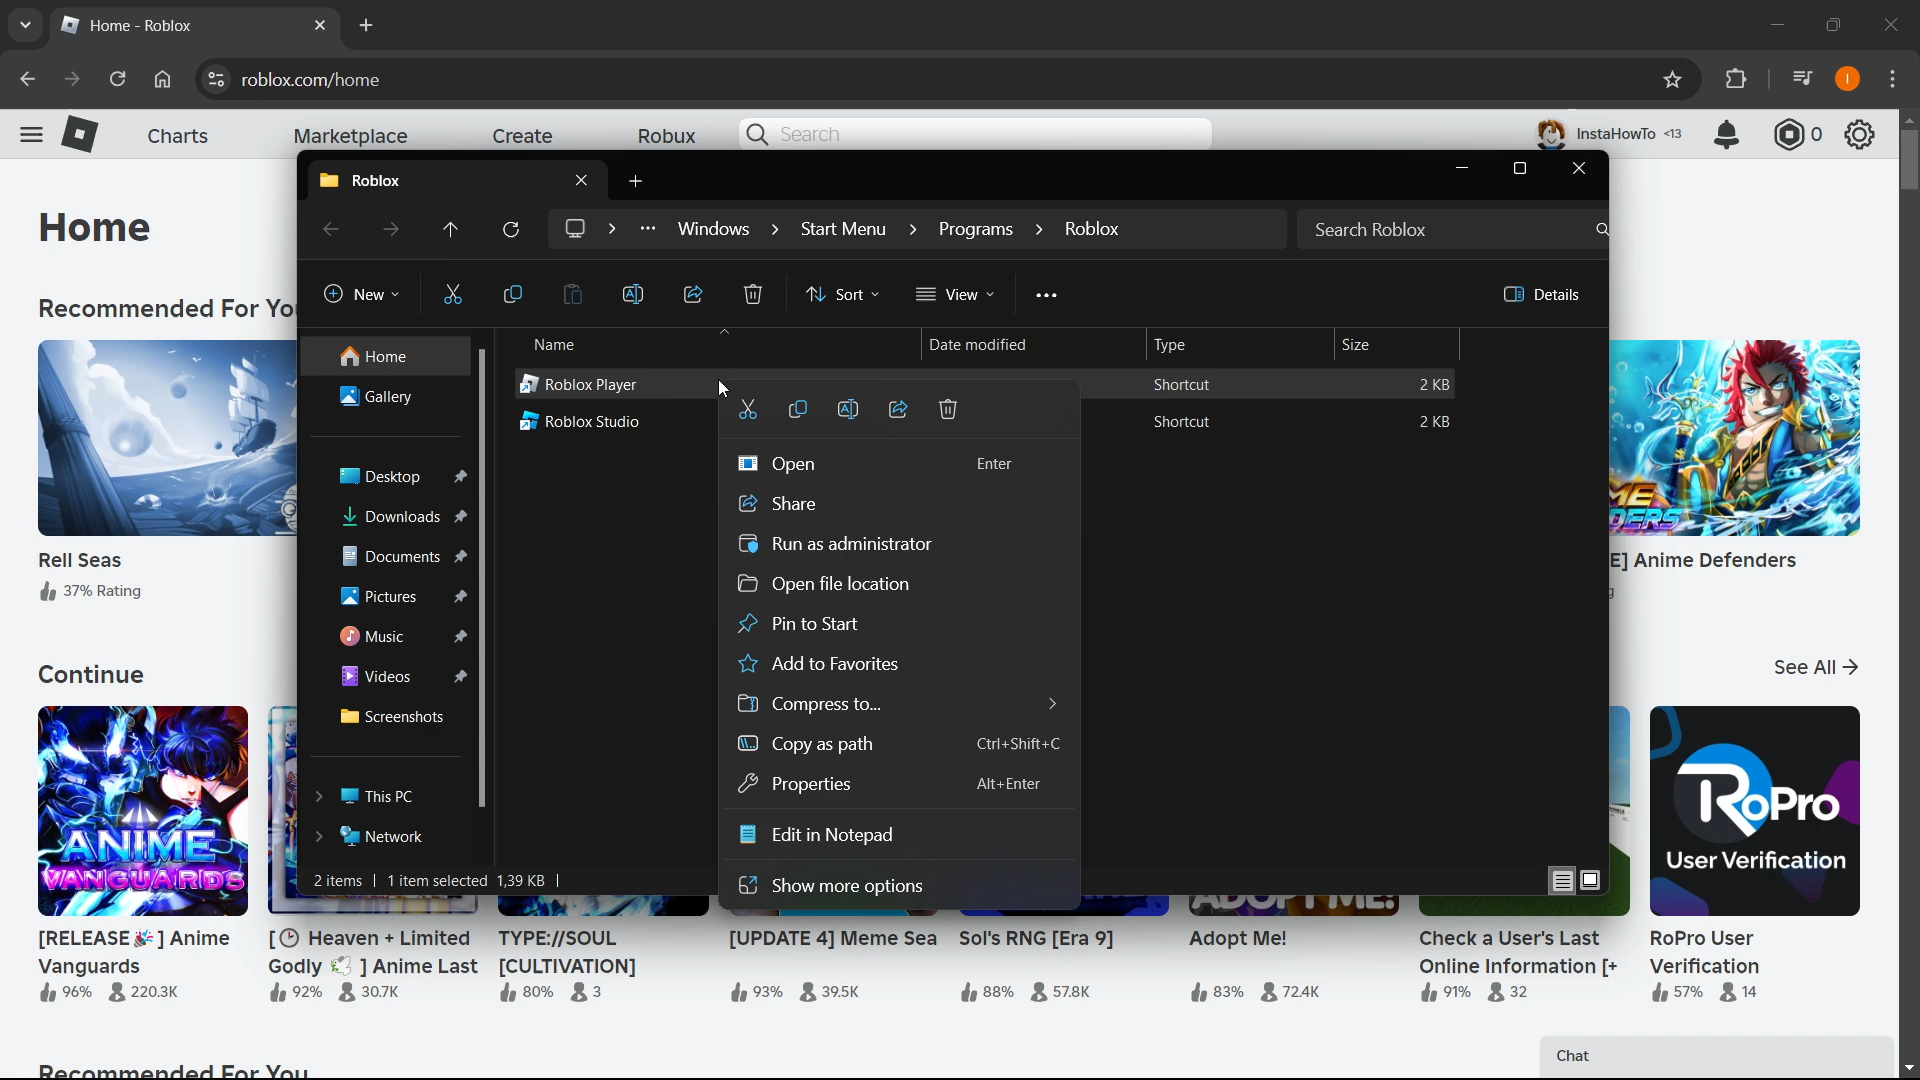 Home - Roblox
roblox.com/home
Charts Marketplace Create Robux Search InstaHowTo <13 0
Home
Recommended For You
Rell Seas
37% Rating
E] Anime Defenders
Continue
See All →
Roblox
Windows > Start Menu > Programs > Roblox
Search Roblox
New Sort View ••• Details
Home
Gallery
Desktop
Downloads
Documents
Pictures
Music
Videos
Screenshots
This PC
Network
Name Date modified Type Size
Roblox Player Shortcut 2 KB
Roblox Studio Shortcut 2 KB
Open Enter
Share
Run as administrator
Open file location
Pin to Start
Add to Favorites
Compress to... >
Copy as path Ctrl+Shift+C
Properties Alt+Enter
Edit in Notepad
Show more options
2 items 1 item selected 1,39 KB
ME
DERS
ANIME
VANGUARDS
ADOPT ME!
RoPro
User Verification
[RELEASE 🎉] Anime
Vanguards
96% 220.3K
[🕑 Heaven + Limited
Godly 🕊️ ] Anime Last
92% 30.7K
TYPE://SOUL
[CULTIVATION]
80% 3
[UPDATE 4] Meme Sea
93% 39.5K
Sol's RNG [Era 9]
88% 57.8K
Adopt Me!
83% 72.4K
Check a User's Last
Online Information [+
91% 32
RoPro User
Verification
57% 14
Recommended For You
Chat